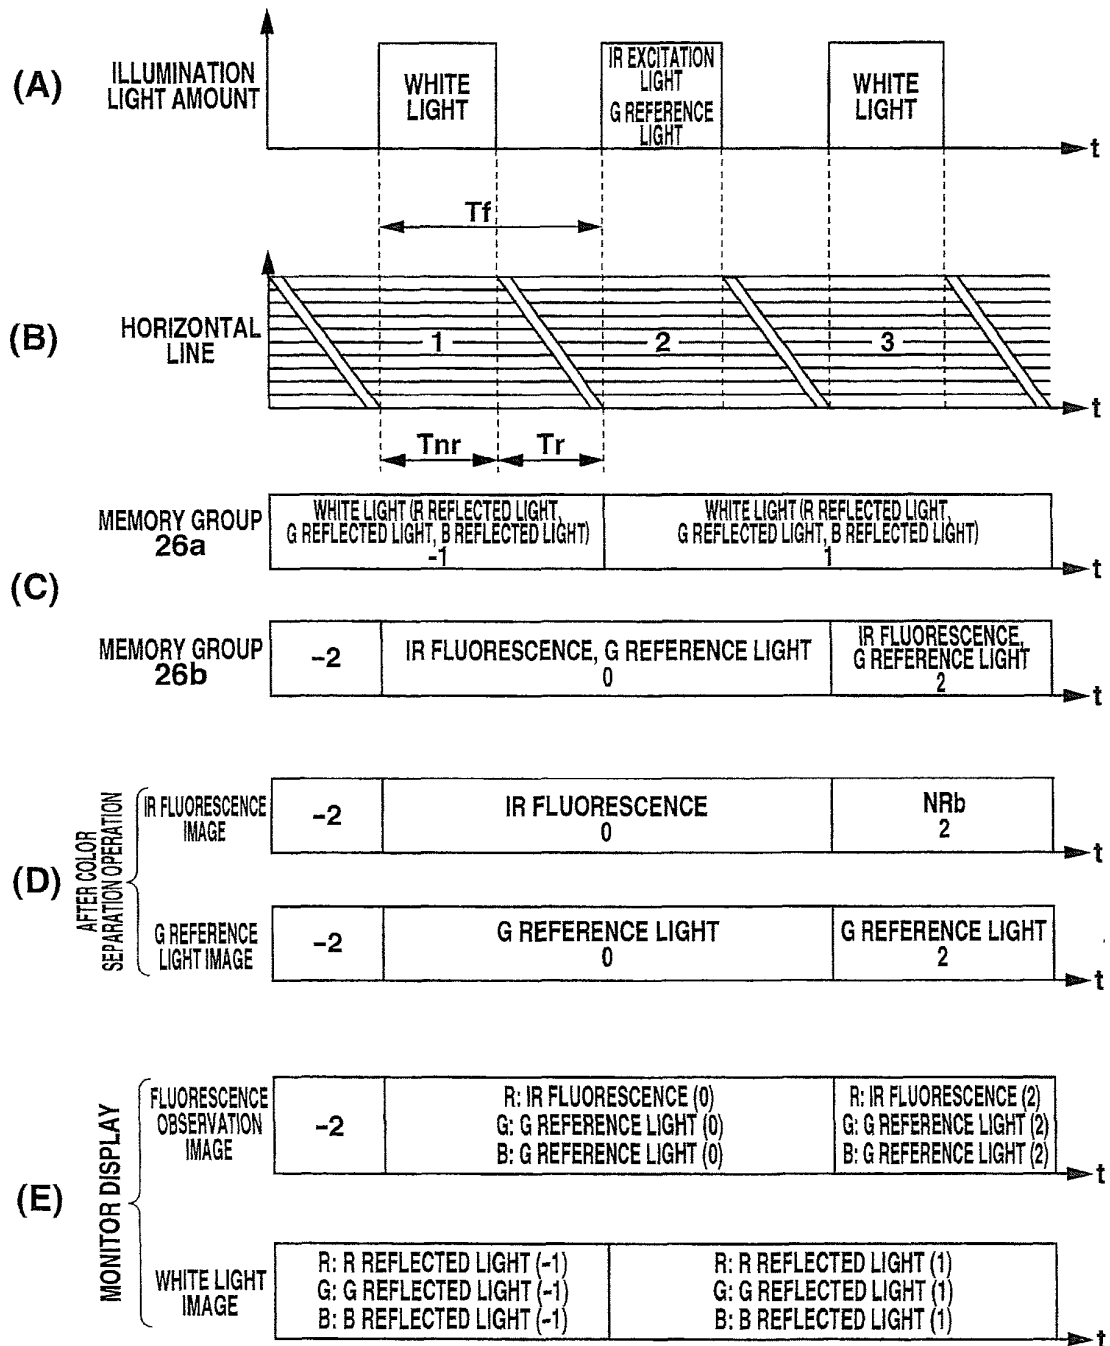 (A)
ILLUMINATION
LIGHT AMOUNT
WHITE
LIGHT
IR EXCITATION
LIGHT
G REFERENCE
LIGHT
WHITE
LIGHT
t
Tf
(B)
HORIZONTAL
LINE
1
2
3
t
Tnr
Tr
(C)
MEMORY GROUP
26a
WHITE LIGHT (R REFLECTED LIGHT,
G REFLECTED LIGHT, B REFLECTED LIGHT)
-1
WHITE LIGHT (R REFLECTED LIGHT,
G REFLECTED LIGHT, B REFLECTED LIGHT)
1
t
MEMORY GROUP
26b
-2
IR FLUORESCENCE, G REFERENCE LIGHT
0
IR FLUORESCENCE,
G REFERENCE LIGHT
2
t
(D)
AFTER COLOR
SEPARATION OPERATION
IR FLUORESCENCE
IMAGE
-2
IR FLUORESCENCE
0
NRb
2
t
G REFERENCE
LIGHT IMAGE
-2
G REFERENCE LIGHT
0
G REFERENCE LIGHT
2
t
(E)
MONITOR DISPLAY
FLUORESCENCE
OBSERVATION
IMAGE
-2
R: IR FLUORESCENCE (0)
G: G REFERENCE LIGHT (0)
B: G REFERENCE LIGHT (0)
R: IR FLUORESCENCE (2)
G: G REFERENCE LIGHT (2)
B: G REFERENCE LIGHT (2)
t
WHITE LIGHT
IMAGE
R: R REFLECTED LIGHT (-1)
G: G REFLECTED LIGHT (-1)
B: B REFLECTED LIGHT (-1)
R: R REFLECTED LIGHT (1)
G: G REFLECTED LIGHT (1)
B: B REFLECTED LIGHT (1)
t